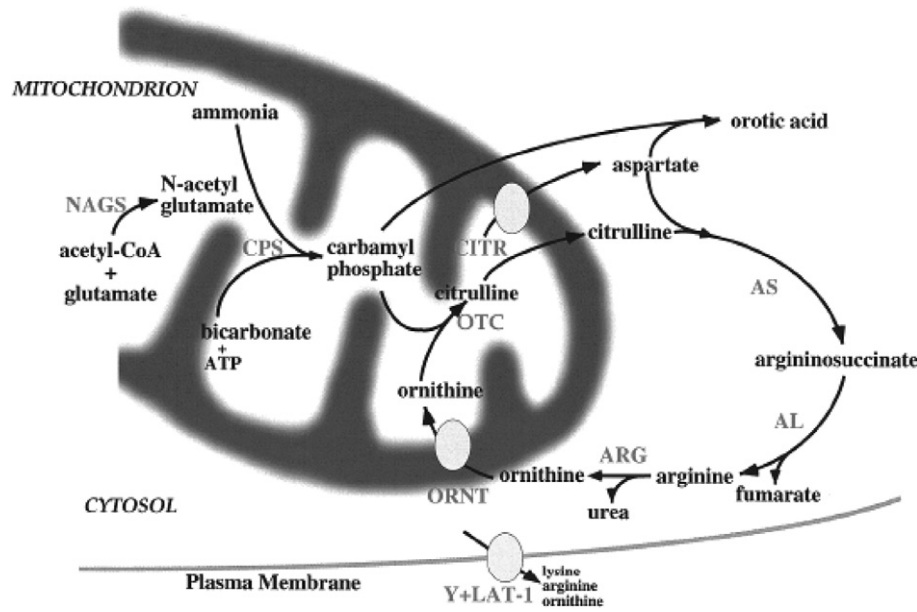 MITOCHONDRION
ammonia
orotic acid
aspartate
NAGS
N-acetyl
glutamate
acetyl-CoA
+
glutamate
CPS
carbamyl
phosphate
CITR
citrulline
citrulline
OTC
AS
bicarbonate
+
ATP
ornithine
argininosuccinate
AL
ARG
ornithine
arginine
fumarate
ORNT
urea
CYTOSOL
Plasma Membrane
Y+LAT-1
lysine
arginine
ornithine